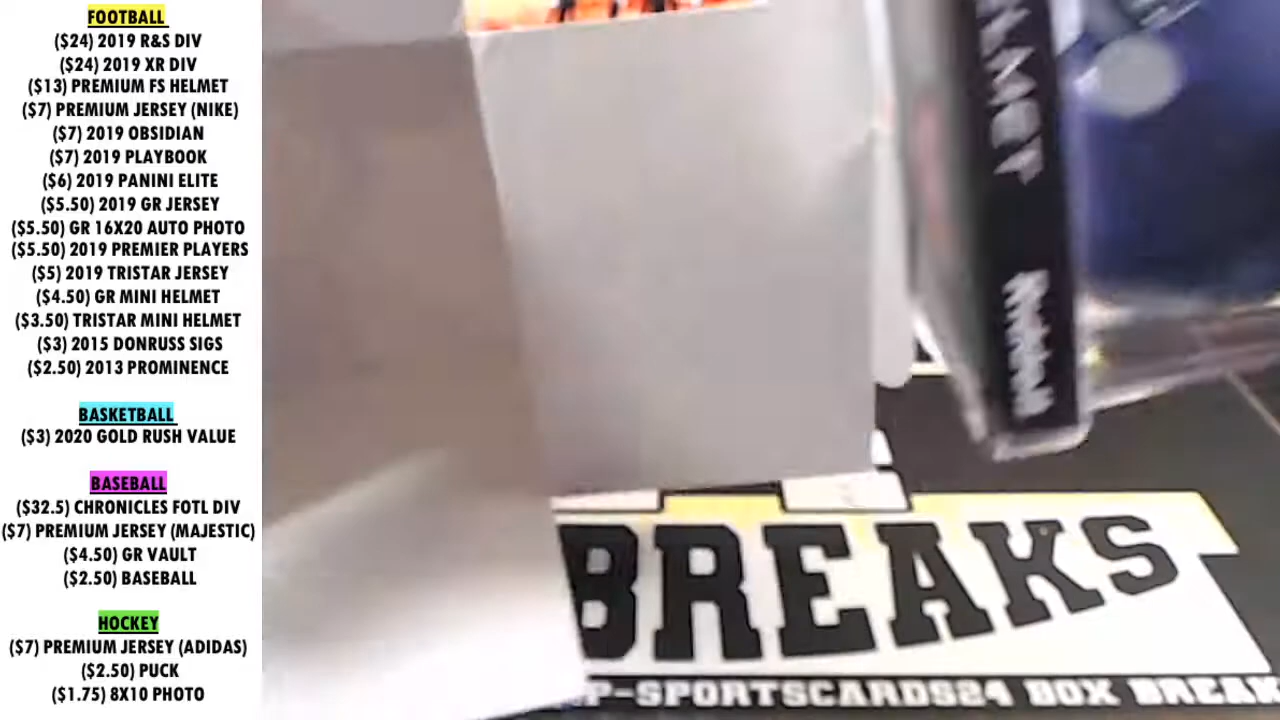 FOOTBALL
($24) 2019 R&S DIV
($24) 2019 XR DIV
($13) PREMIUM FS HELMET
($7) PREMIUM JERSEY (NIKE)
($7) 2019 OBSIDIAN
($7) 2019 PLAYBOOK
($6) 2019 PANINI ELITE
($5.50) 2019 GR JERSEY
($5.50) GR 16X20 AUTO PHOTO
($5.50) 2019 PREMIER PLAYERS
($5) 2019 TRISTAR JERSEY
($4.50) GR MINI HELMET
($3.50) TRISTAR MINI HELMET
($3) 2015 DONRUSS SIGS
($2.50) 2013 PROMINENCE
BASKETBALL
($3) 2020 GOLD RUSH VALUE
BASEBALL
($32.5) CHRONICLES FOTL DIV
($7) PREMIUM JERSEY (MAJESTIC)
($4.50) GR VAULT
($2.50) BASEBALL
HOCKEY
($7) PREMIUM JERSEY (ADIDAS)
($2.50) PUCK
($1.75) 8X10 PHOTO
BREAKS
P-SPORTSCARDS24 BOX BREAK